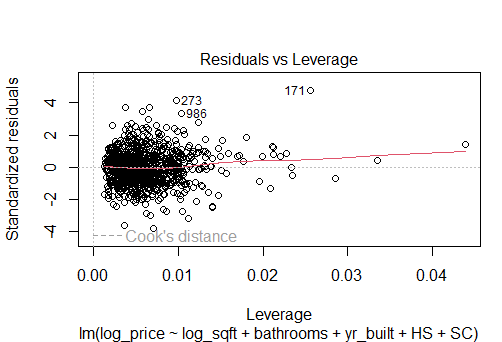 Residuals vs Leverage
Standardized residuals
4
2
0
-2
-4
171
273
986
Cook's distance
0.00 0.01 0.02 0.03 0.04
Leverage
lm(log_price ~ log_sqft + bathrooms + yr_built + HS + SC)